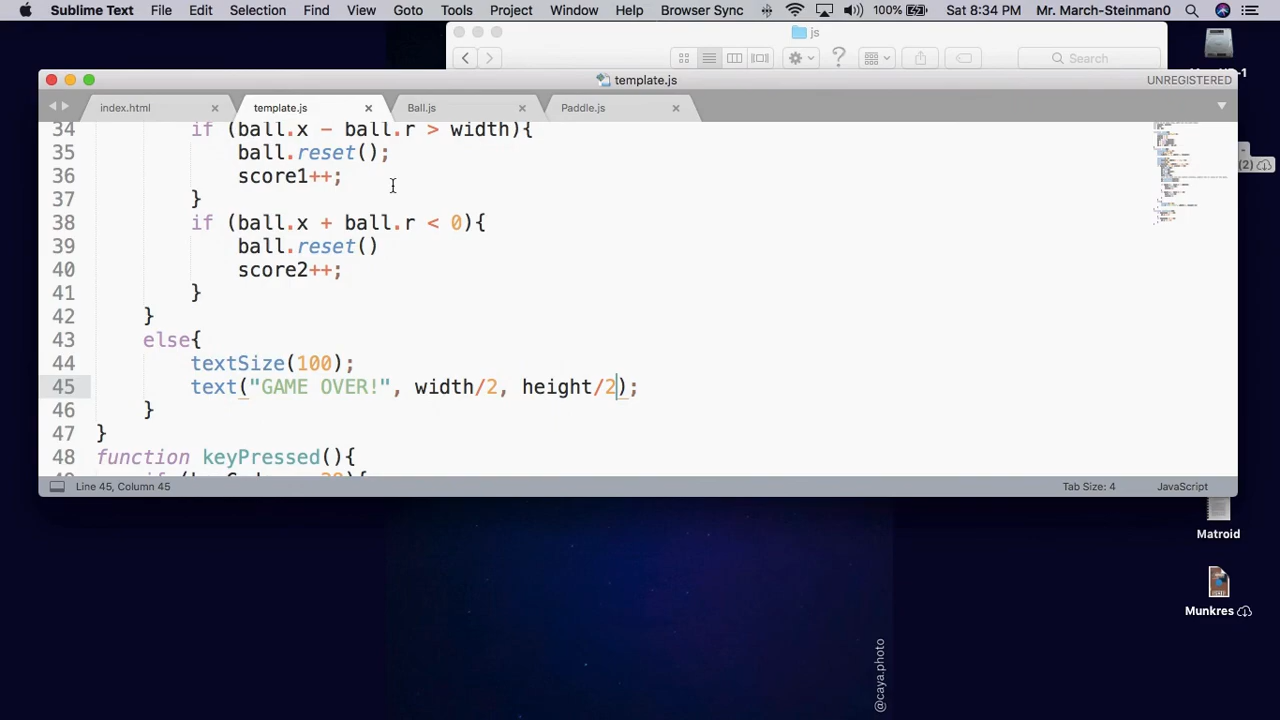 Sublime Text File Edit Selection Find View Goto Tools Project Window Help Browser Sync 100% Sat 8:34 PM Mr. March-Steinman0
js
Search
template.js UNREGISTERED
index.html template.js Ball.js Paddle.js
34 if (ball.x - ball.r > width){
35 ball.reset();
36 score1++;
37 }
38 if (ball.x + ball.r < 0){
39 ball.reset()
40 score2++;
41 }
42 }
43 else{
44 textSize(100);
45 text("GAME OVER!", width/2, height/2);
46 }
47 }
48 function keyPressed(){
Line 45, Column 45 Tab Size: 4 JavaScript
Matroid
Munkres
@caya.photo